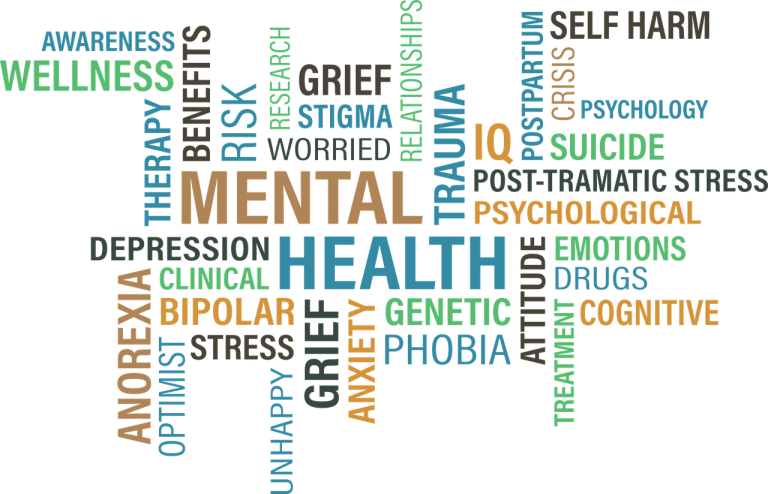 AWARENESS
WELLNESS
THERAPY
BENEFITS
RISK
RESEARCH
GRIEF
STIGMA
WORRIED
RELATIONSHIPS
TRAUMA
IQ
POSTPARTUM
CRISIS
SELF HARM
PSYCHOLOGY
SUICIDE
POST-TRAMATIC STRESS
PSYCHOLOGICAL
MENTAL
HEALTH
DEPRESSION
CLINICAL
BIPOLAR
STRESS
ANOREXIA
OPTIMIST
UNHAPPY
GRIEF
ANXIETY
GENETIC
PHOBIA
ATTITUDE
EMOTIONS
DRUGS
COGNITIVE
TREATMENT